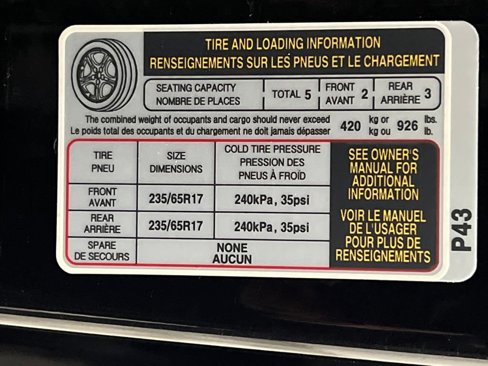 TIRE AND LOADING INFORMATION
RENSEIGNEMENTS SUR LES PNEUS ET LE CHARGEMENT
SEATING CAPACITY
NOMBRE DE PLACES
TOTAL 5
FRONT
AVANT 2
REAR
ARRIÈRE 3
The combined weight of occupants and cargo should never exceed 420 kg or 926 lbs.
Le poids total des occupants et du chargement ne doit jamais dépasser kg ou lb.
TIRE
PNEU
SIZE
DIMENSIONS
COLD TIRE PRESSURE
PRESSION DES
PNEUS À FROID
FRONT
AVANT
235/65R17
240kPa, 35psi
REAR
ARRIÈRE
235/65R17
240kPa, 35psi
SPARE
DE SECOURS
NONE
AUCUN
SEE OWNER'S
MANUAL FOR
ADDITIONAL
INFORMATION
VOIR LE MANUEL
DE L'USAGER
POUR PLUS DE
RENSEIGNEMENTS
P43